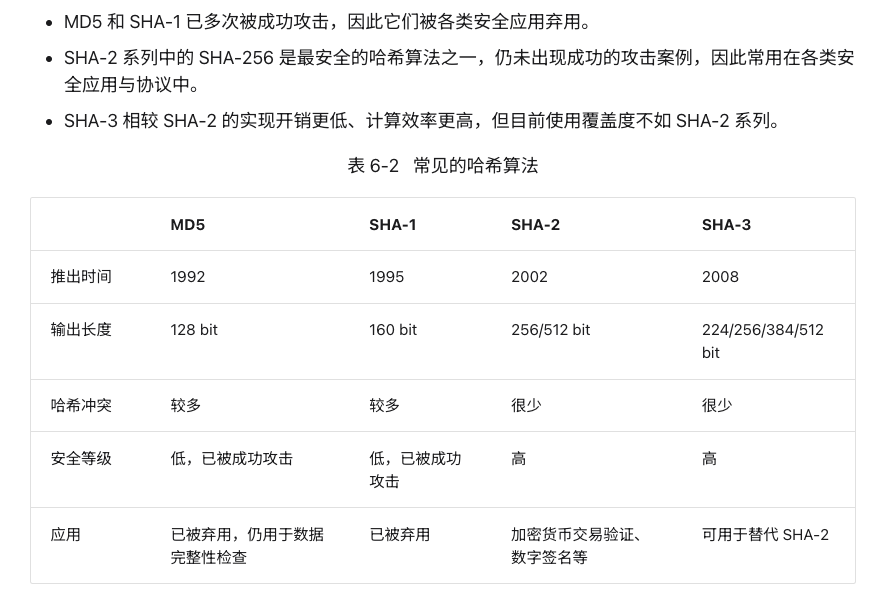 • MD5 和 SHA-1 已多次被成功攻击，因此它们被各类安全应用弃用。
• SHA-2 系列中的 SHA-256 是最安全的哈希算法之一，仍未出现成功的攻击案例，因此常用在各类安
全应用与协议中。
• SHA-3 相较 SHA-2 的实现开销更低、计算效率更高，但目前使用覆盖度不如 SHA-2 系列。
表 6-2 常见的哈希算法
MD5 SHA-1 SHA-2 SHA-3
推出时间 1992 1995 2002 2008
输出长度 128 bit 160 bit 256/512 bit 224/256/384/512
bit
哈希冲突 较多 较多 很少 很少
安全等级 低，已被成功攻击 低，已被成功 高 高
攻击
应用 已被弃用，仍用于数据 已被弃用 加密货币交易验证、 可用于替代 SHA-2
完整性检查 数字签名等